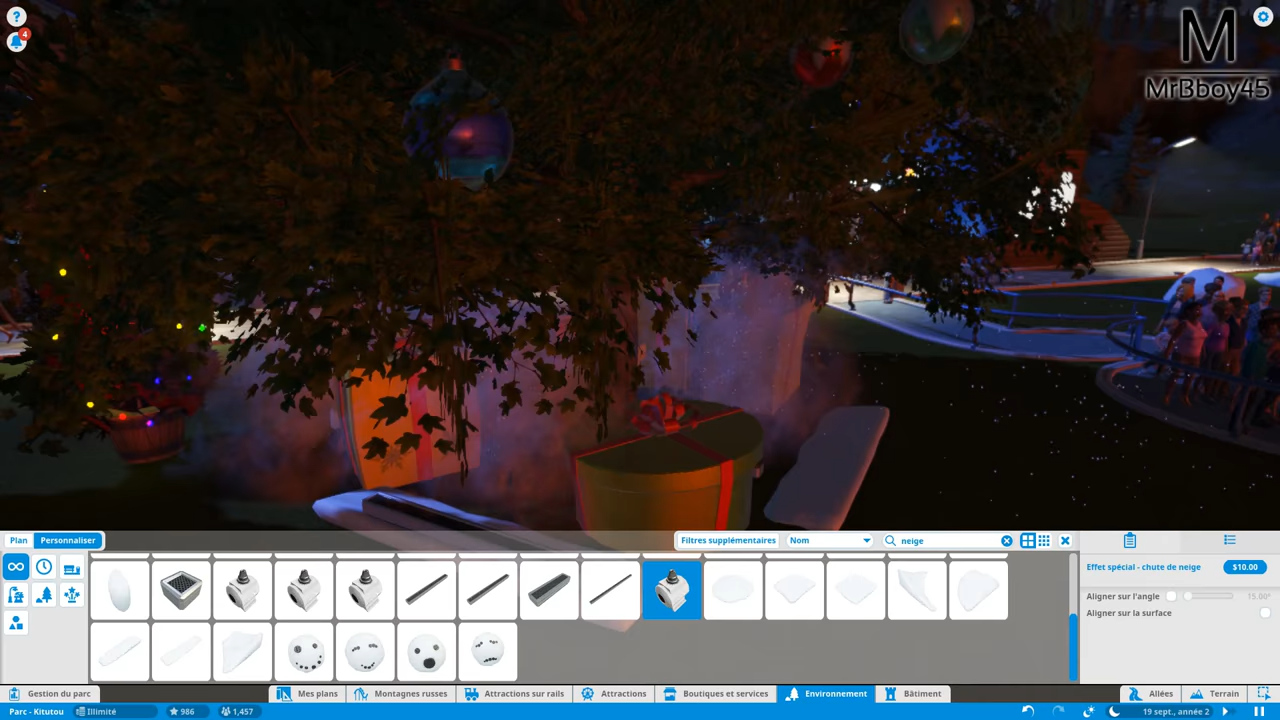 ?
4
M
MrBboy45
Plan
Personnaliser
Filtres supplémentaires
Nom
neige
Effet spécial - chute de neige
$10.00
Aligner sur l'angle
15.00°
Aligner sur la surface
Gestion du parc
Mes plans
Montagnes russes
Attractions sur rails
Attractions
Boutiques et services
Environnement
Bâtiment
Allées
Terrain
Parc - Kitutou
Illimité
986
1,457
19 sept., année 2